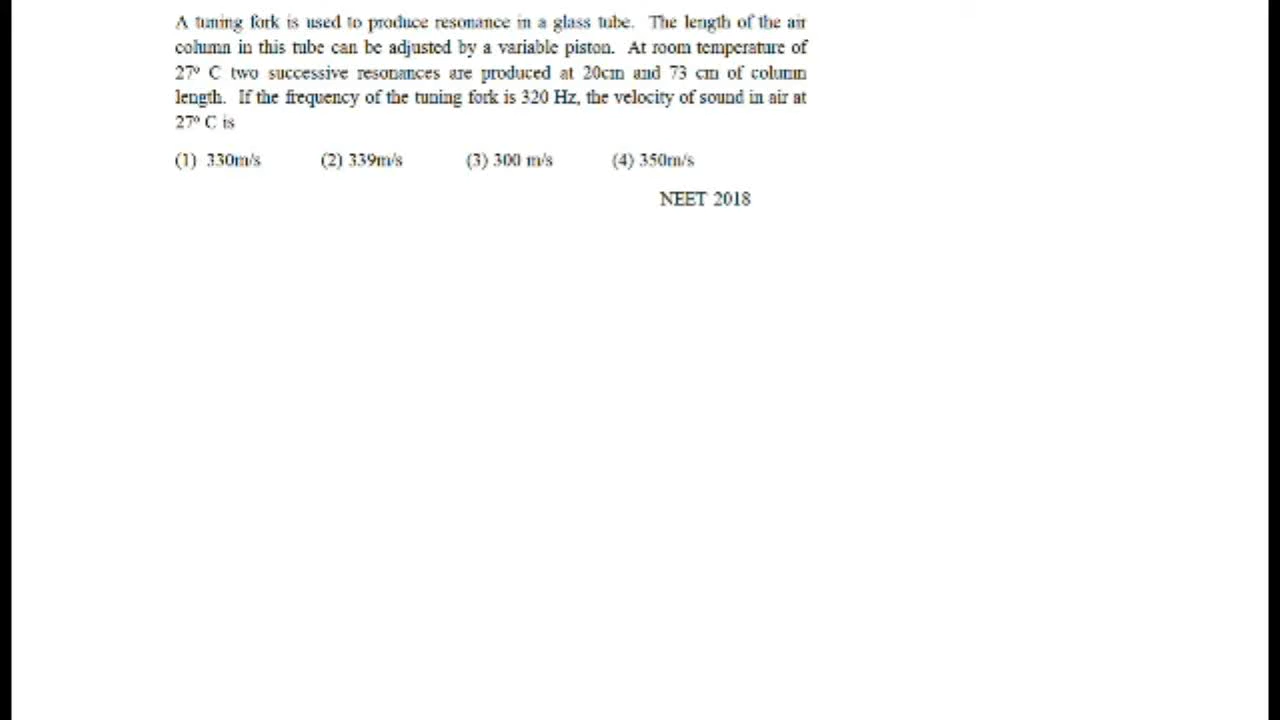 A tuning fork is used to produce resonance in a glass tube. The length of the air
column in this tube can be adjusted by a variable piston. At room temperature of
27⁰ C two successive resonances are produced at 20cm and 73 cm of column
length. If the frequency of the tuning fork is 320 Hz, the velocity of sound in air at
27⁰ C is
(1) 330m/s (2) 339m/s (3) 300 m/s (4) 350m/s
NEET 2018